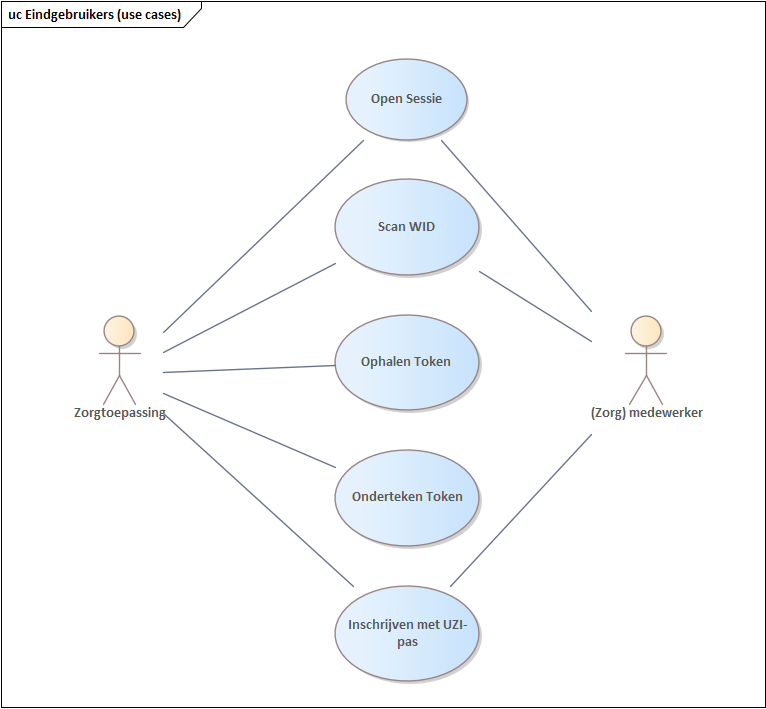 uc Eindgebruikers (use cases)
Open Sessie
Scan WID
Ophalen Token
Zorgtoepassing
(Zorg) medewerker
Onderteken Token
Inschrijven met UZI-
pas